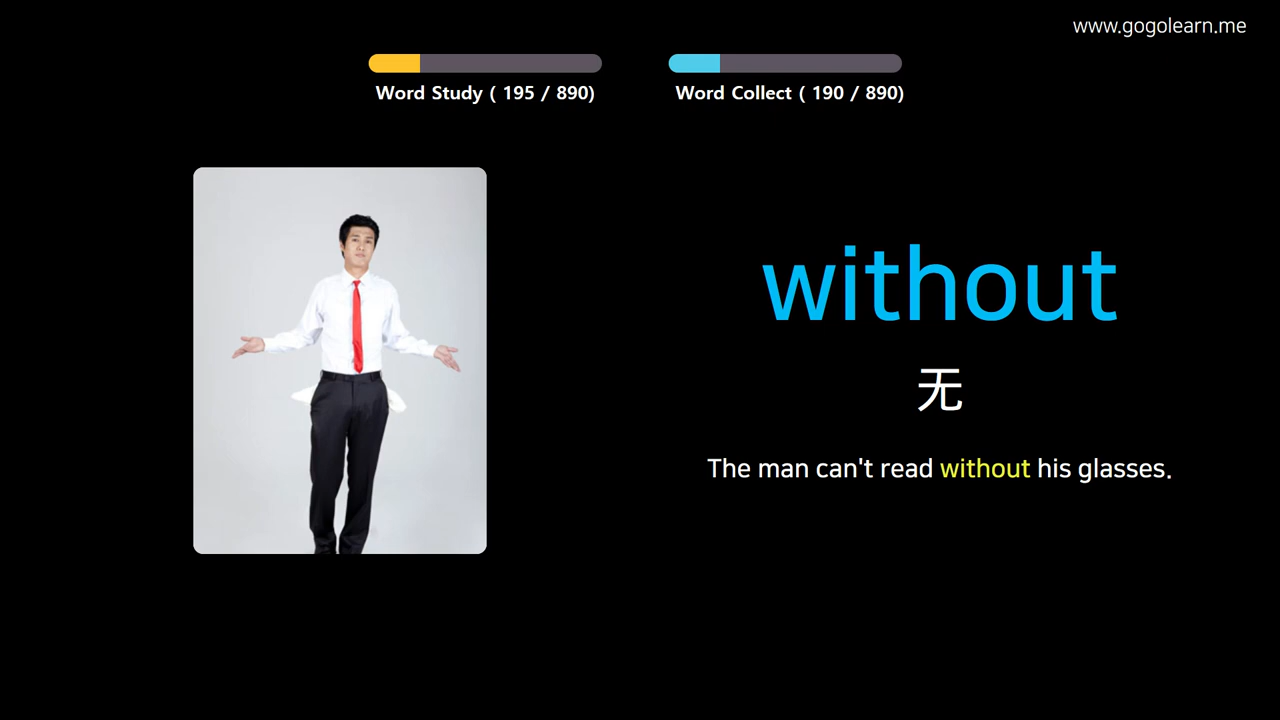 www.gogolearn.me
Word Study ( 195 / 890)
Word Collect ( 190 / 890)
without
无
The man can't read without his glasses.